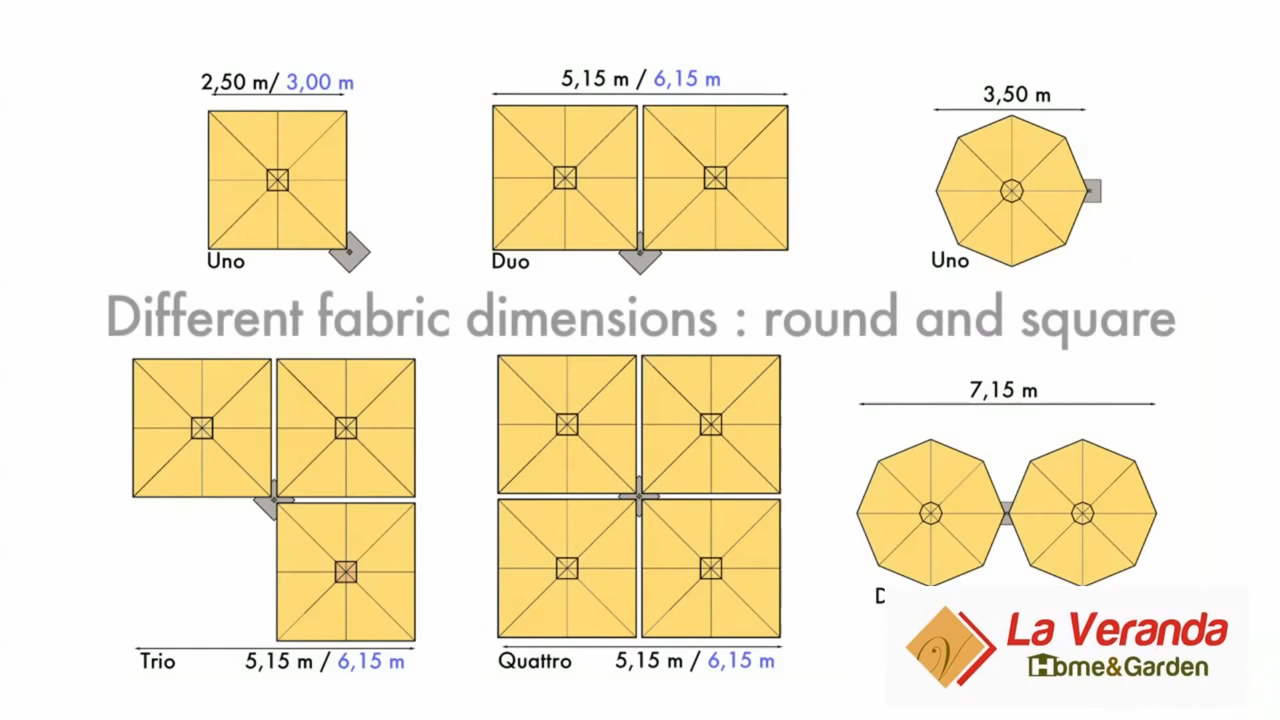 2,50 m/ 3,00 m
5,15 m / 6,15 m
3,50 m
Uno
Duo
Uno
Different fabric dimensions : round and square
7,15 m
Trio
5,15 m / 6,15 m
Quattro
5,15 m / 6,15 m
La Veranda
Home&Garden